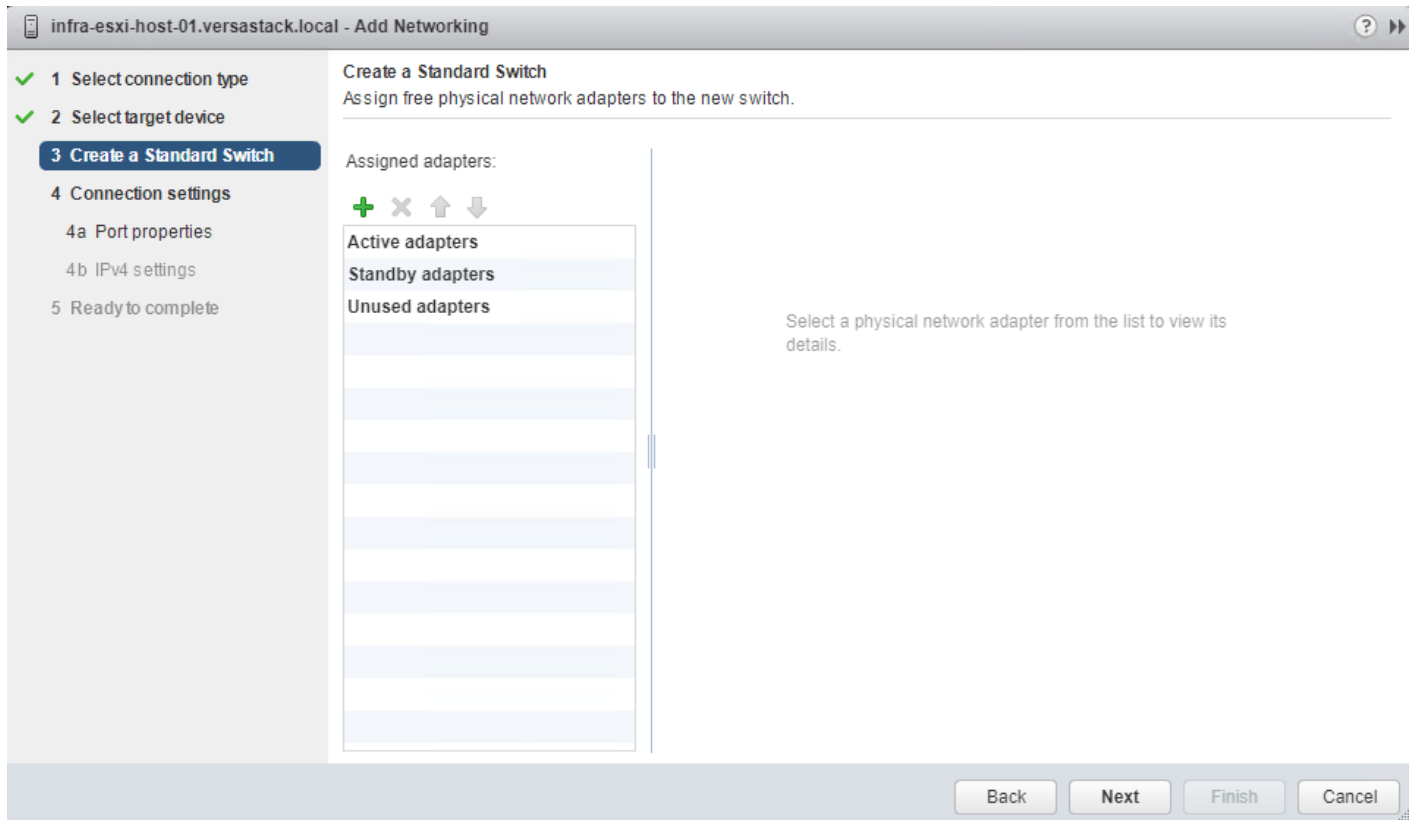 infra-esxi-host-01.versastack.local - Add Networking
?
1 Select connection type
2 Select target device
3 Create a Standard Switch
4 Connection settings
4a Port properties
4b IPv4 settings
5 Ready to complete
Create a Standard Switch
Assign free physical network adapters to the new switch.
Assigned adapters:
Active adapters
Standby adapters
Unused adapters
Select a physical network adapter from the list to view its
details.
Back Next Finish Cancel